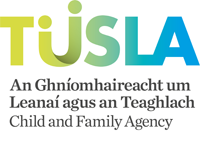 TUSLA
An Ghníomhaireacht um
Leanaí agus an Teaghlach
Child and Family Agency